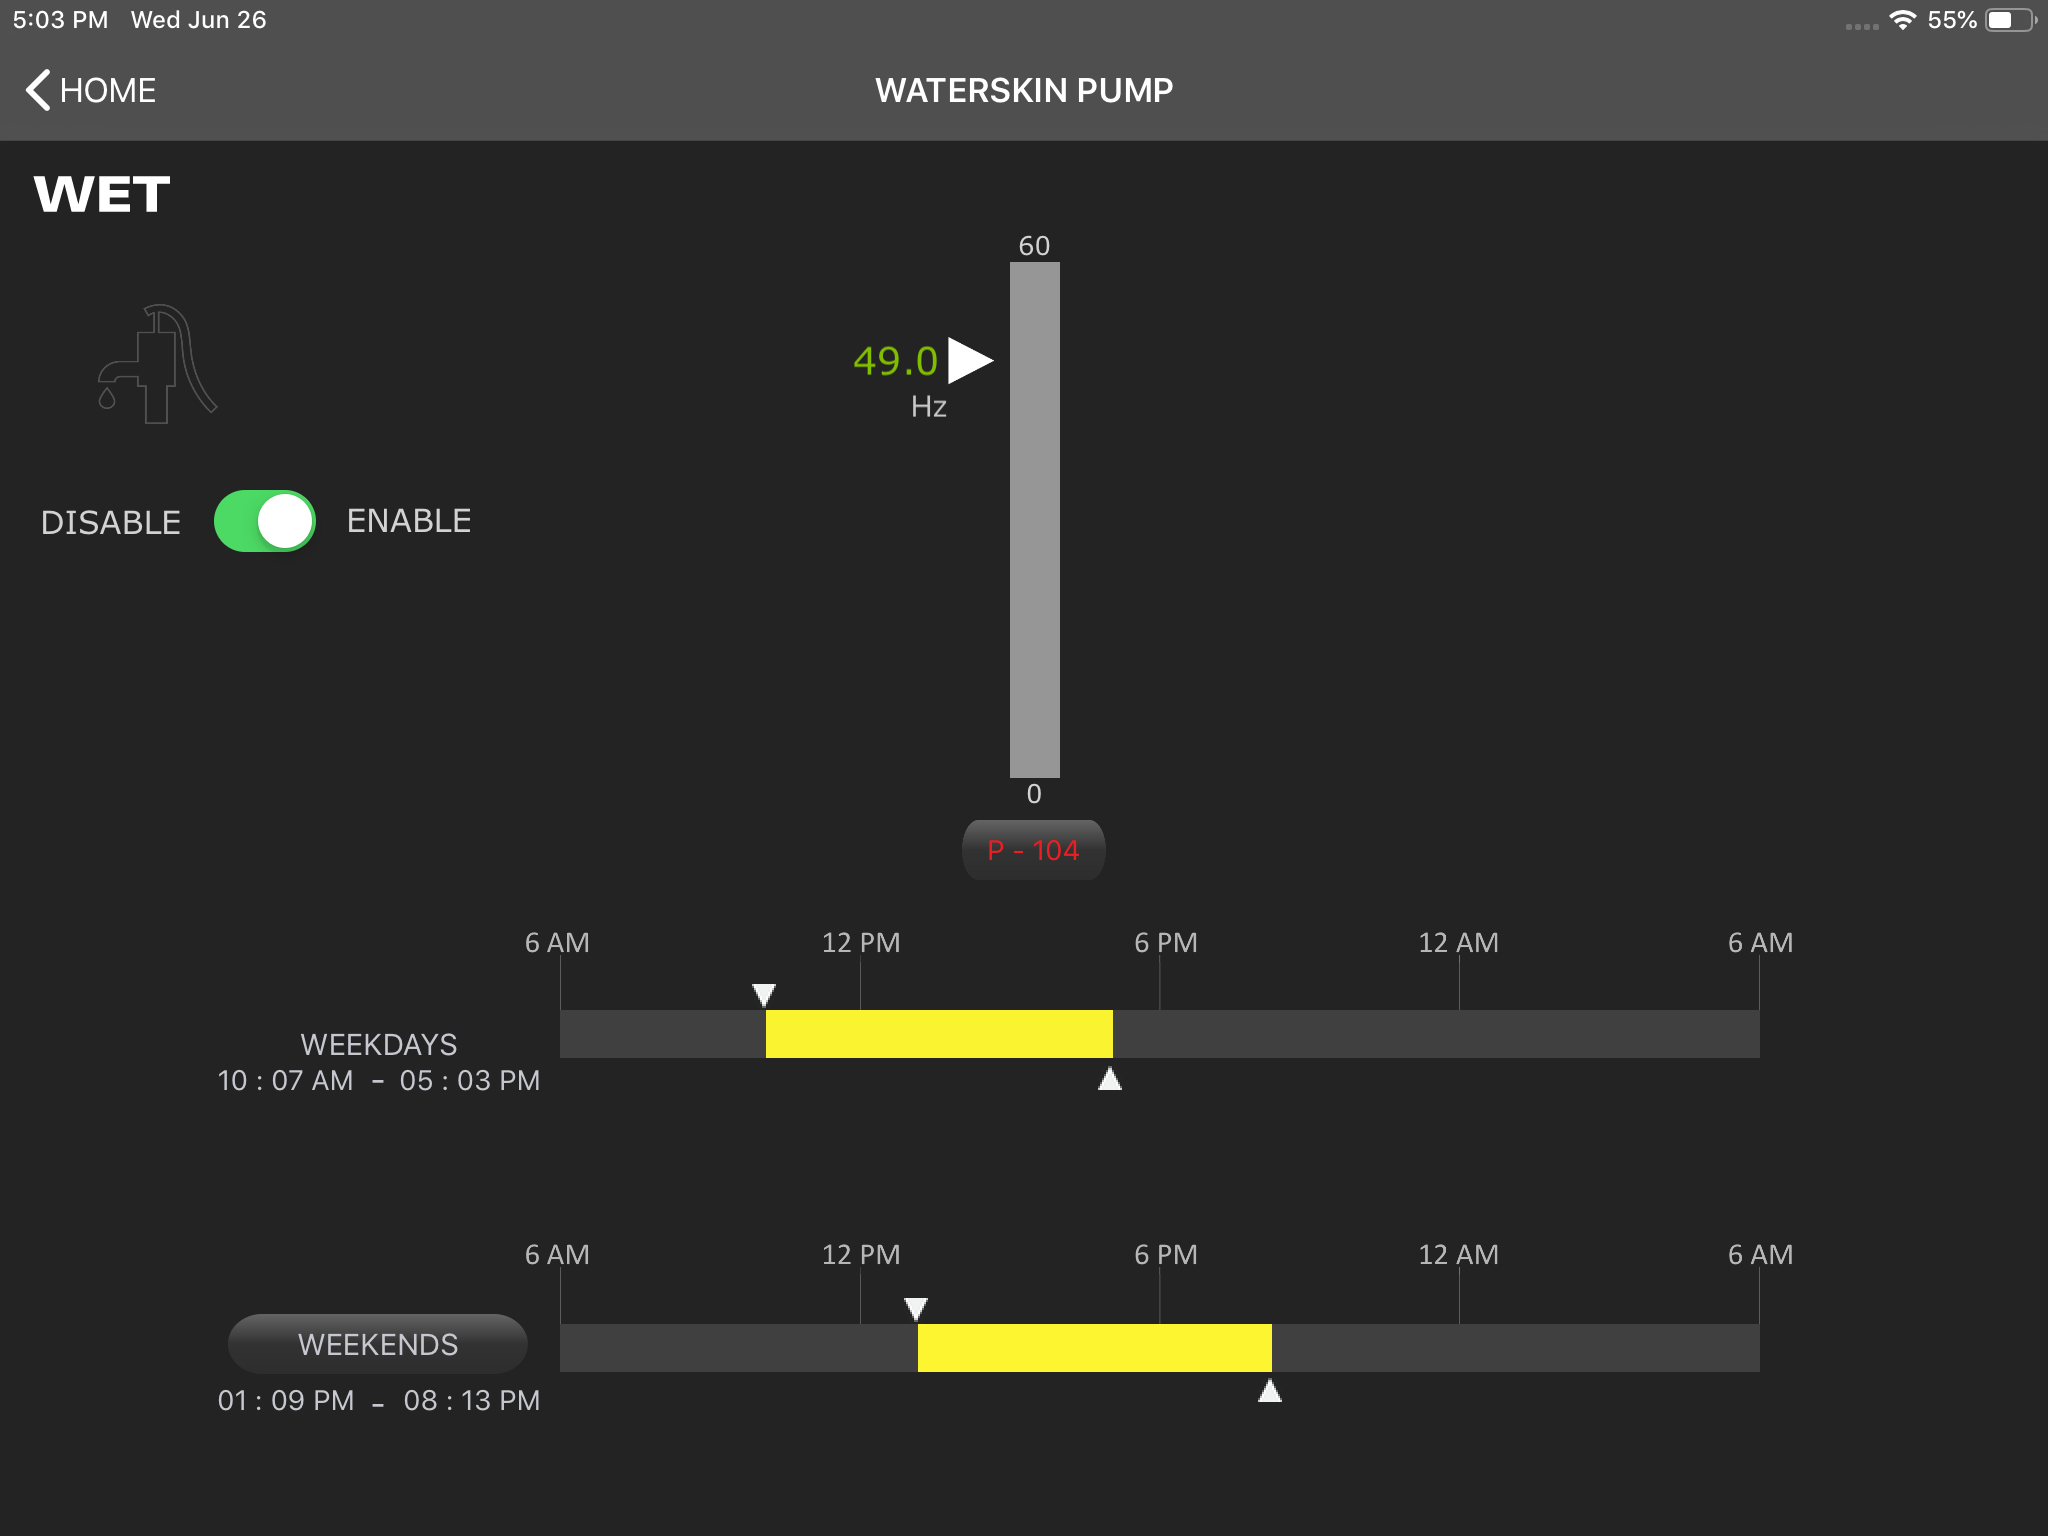 5:03 PM Wed Jun 26 55%
HOME WATERSKIN PUMP
WET
60
49.0
Hz
DISABLE ENABLE
0
P - 104
6 AM 12 PM 6 PM 12 AM 6 AM
WEEKDAYS
10 : 07 AM - 05 : 03 PM
6 AM 12 PM 6 PM 12 AM 6 AM
WEEKENDS
01 : 09 PM - 08 : 13 PM